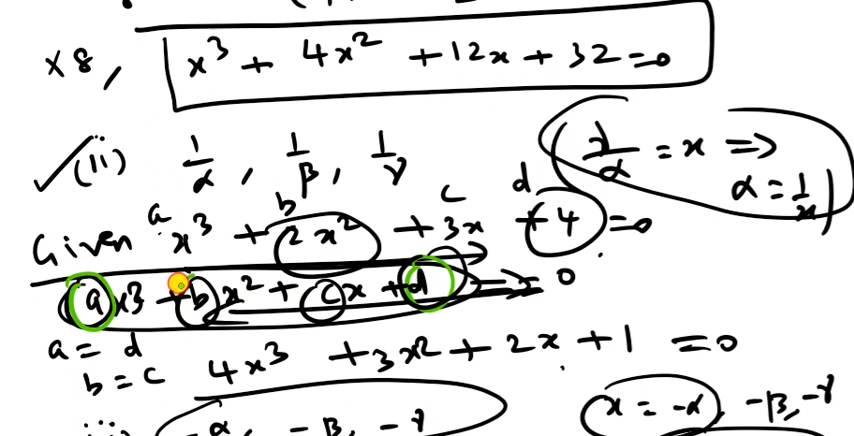 ×8, x³ + 4x² + 12x + 32 = 0
(ii) 1/α, 1/β, 1/γ (1/α = x ⇒ α = 1/x)
a b c d
Given x³ + 2x² + 3x + 4 = 0
ax³ + bx² + cx + d = 0
a = d
b = c 4x³ + 3x² + 2x + 1 = 0
-α, -β, -γ x = -α, -β, -γ